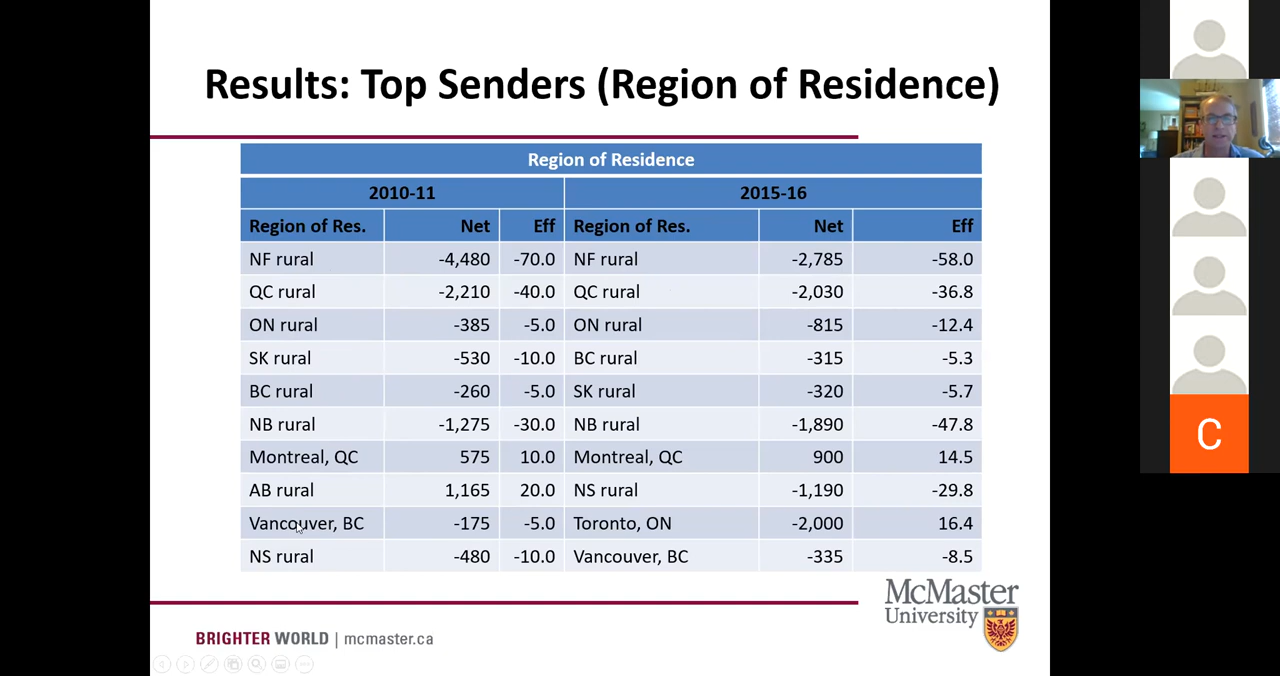 Results: Top Senders (Region of Residence)
Region of Residence
2010-11 2015-16
Region of Res. Net Eff Region of Res. Net Eff
NF rural -4,480 -70.0 NF rural -2,785 -58.0
QC rural -2,210 -40.0 QC rural -2,030 -36.8
ON rural -385 -5.0 ON rural -815 -12.4
SK rural -530 -10.0 BC rural -315 -5.3
BC rural -260 -5.0 SK rural -320 -5.7
NB rural -1,275 -30.0 NB rural -1,890 -47.8
Montreal, QC 575 10.0 Montreal, QC 900 14.5
AB rural 1,165 20.0 NS rural -1,190 -29.8
Vancouver, BC -175 -5.0 Toronto, ON -2,000 16.4
NS rural -480 -10.0 Vancouver, BC -335 -8.5
McMaster
University
BRIGHTER WORLD | mcmaster.ca
C